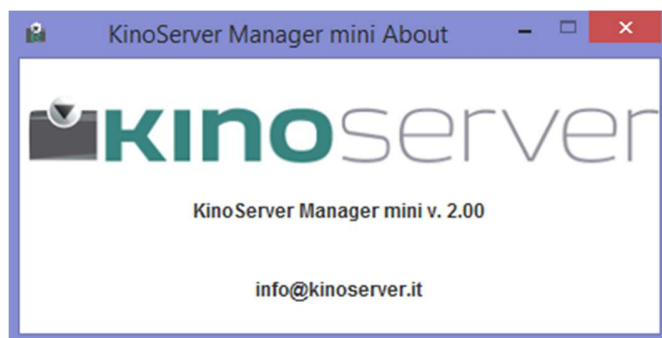 KinoServer Manager mini About
KINOserver
KinoServer Manager mini v. 2.00
info@kinoserver.it